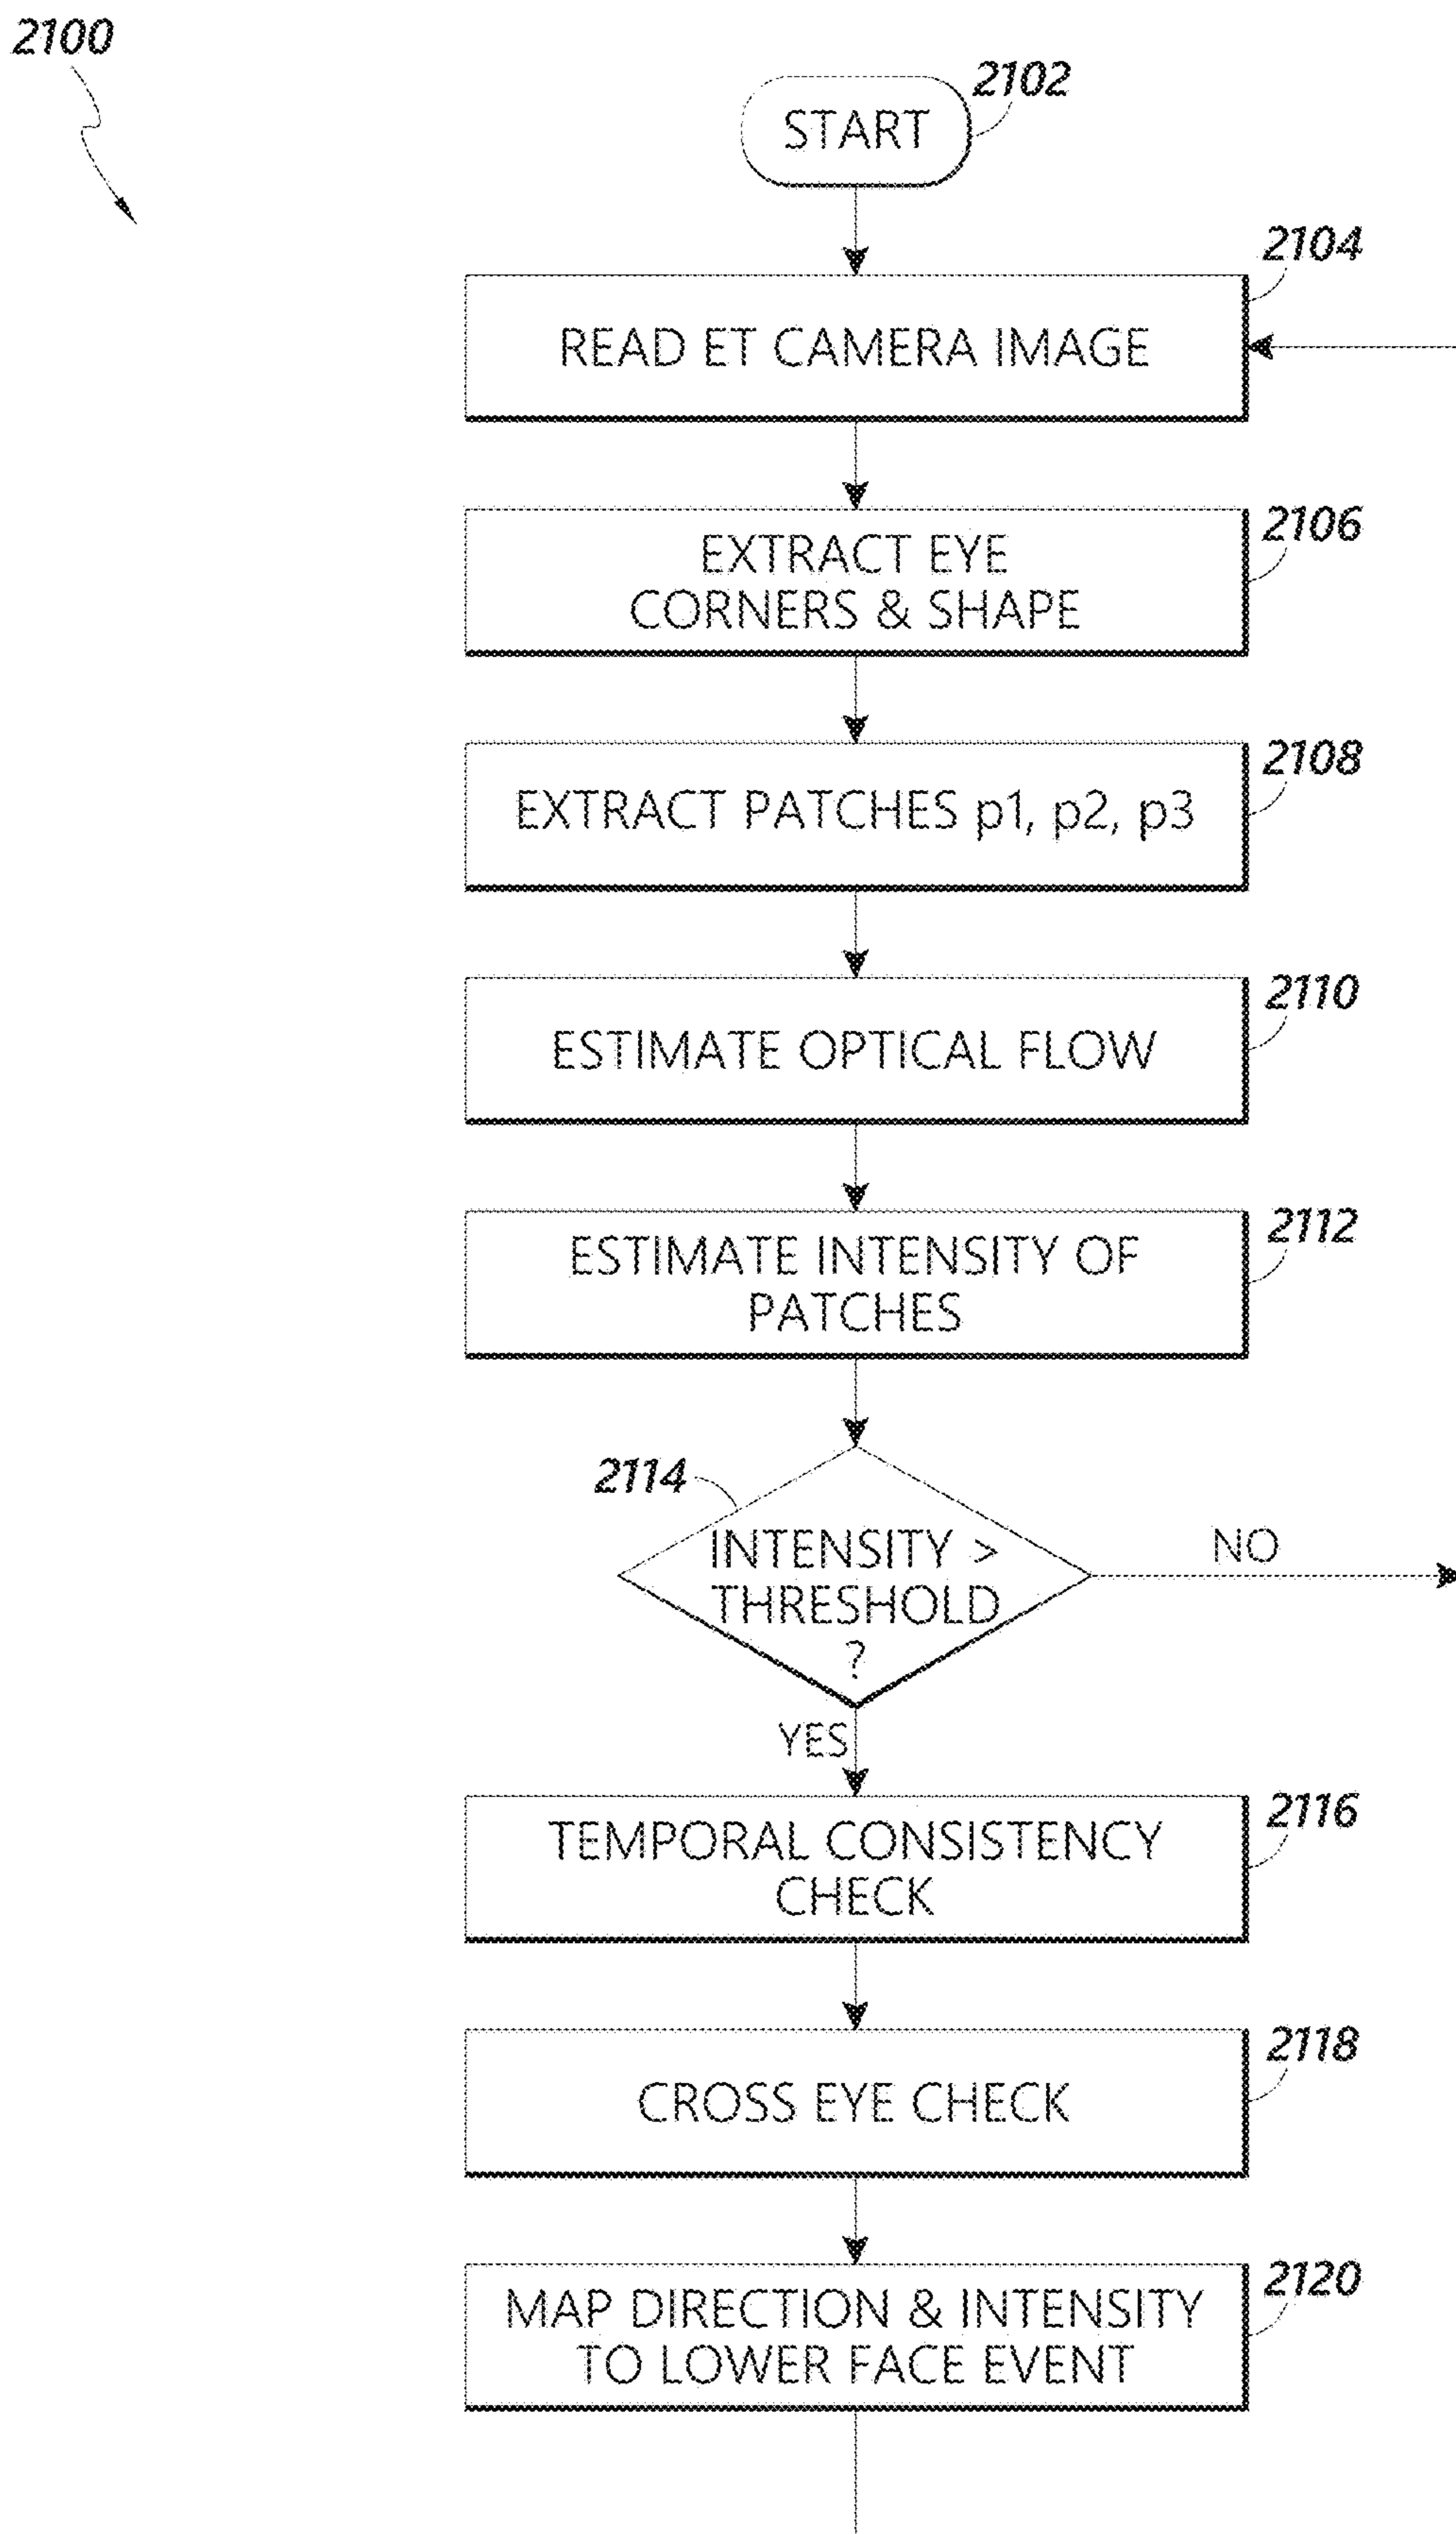 2100
2102
START
2104
READ ET CAMERA IMAGE
2106
EXTRACT EYE
CORNERS & SHAPE
2108
EXTRACT PATCHES p1, p2, p3
2110
ESTIMATE OPTICAL FLOW
2112
ESTIMATE INTENSITY OF
PATCHES
2114
INTENSITY >
THRESHOLD
?
NO
YES
2116
TEMPORAL CONSISTENCY
CHECK
2118
CROSS EYE CHECK
2120
MAP DIRECTION & INTENSITY
TO LOWER FACE EVENT